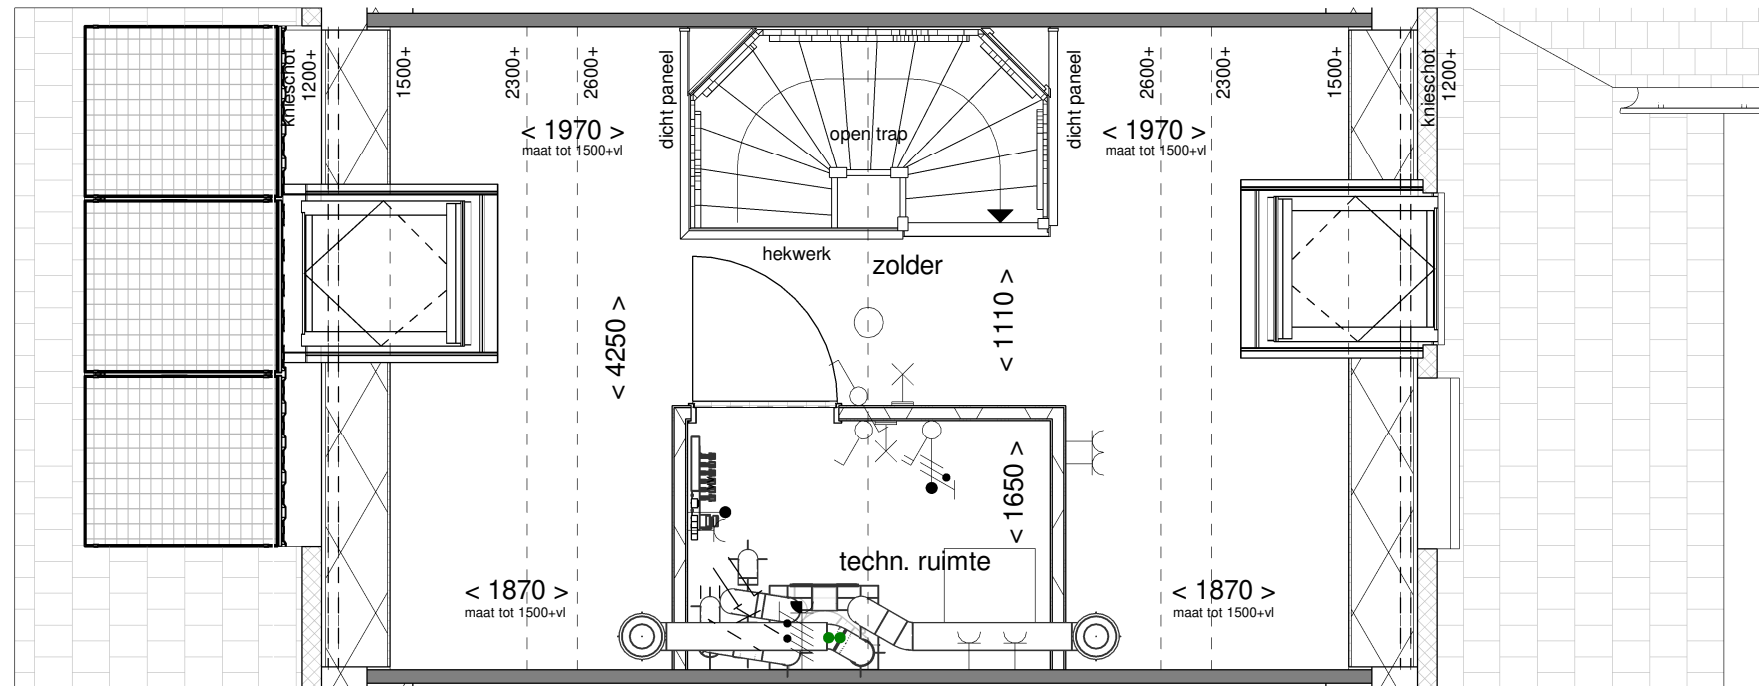 knieschot
1200+
1500+
2300+
2600+
dicht paneel
dicht paneel
2600+
2300+
1500+
knieschot
1200+
< 1970 >
maat tot 1500+vl
open trap
< 1970 >
maat tot 1500+vl
hekwerk
zolder
< 4250 >
< 1110 >
< 1650 >
techn. ruimte
< 1870 >
maat tot 1500+vl
< 1870 >
maat tot 1500+vl